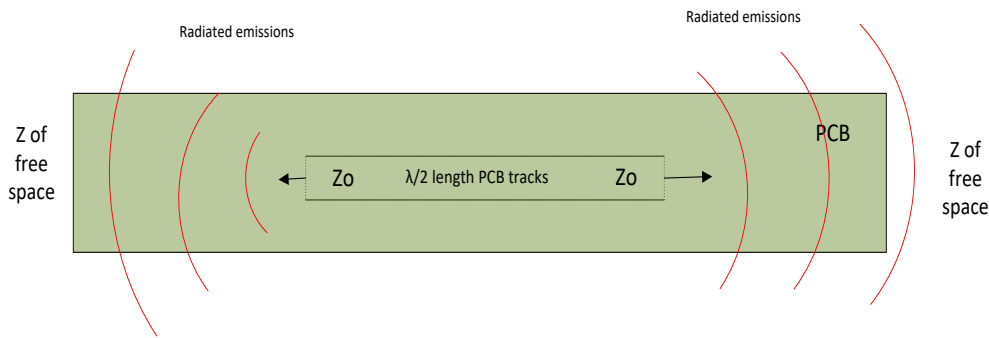 Radiated emissions
Radiated emissions
Z of
free
space
PCB
Zo
λ/2 length PCB tracks
Zo
Z of
free
space